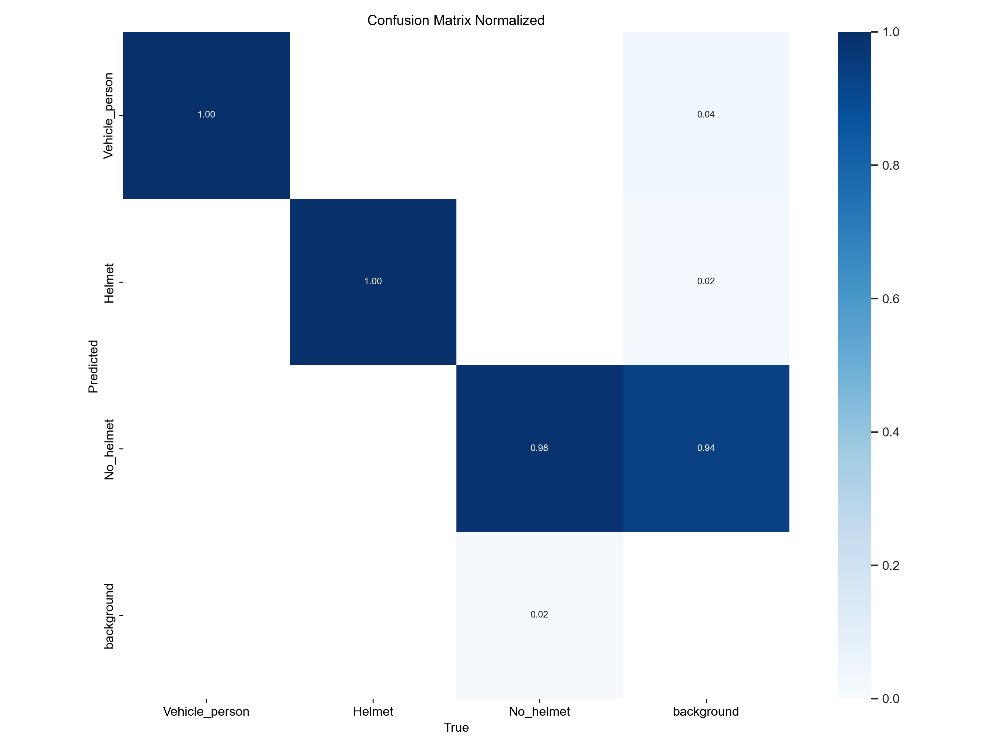 Confusion Matrix Normalized
Vehicle_person
Helmet
No_helmet
background
Predicted
1.00
0.04
1.00
0.02
0.98
0.94
0.02
Vehicle_person
Helmet
No_helmet
background
True
1.0
0.8
0.6
0.4
0.2
0.0